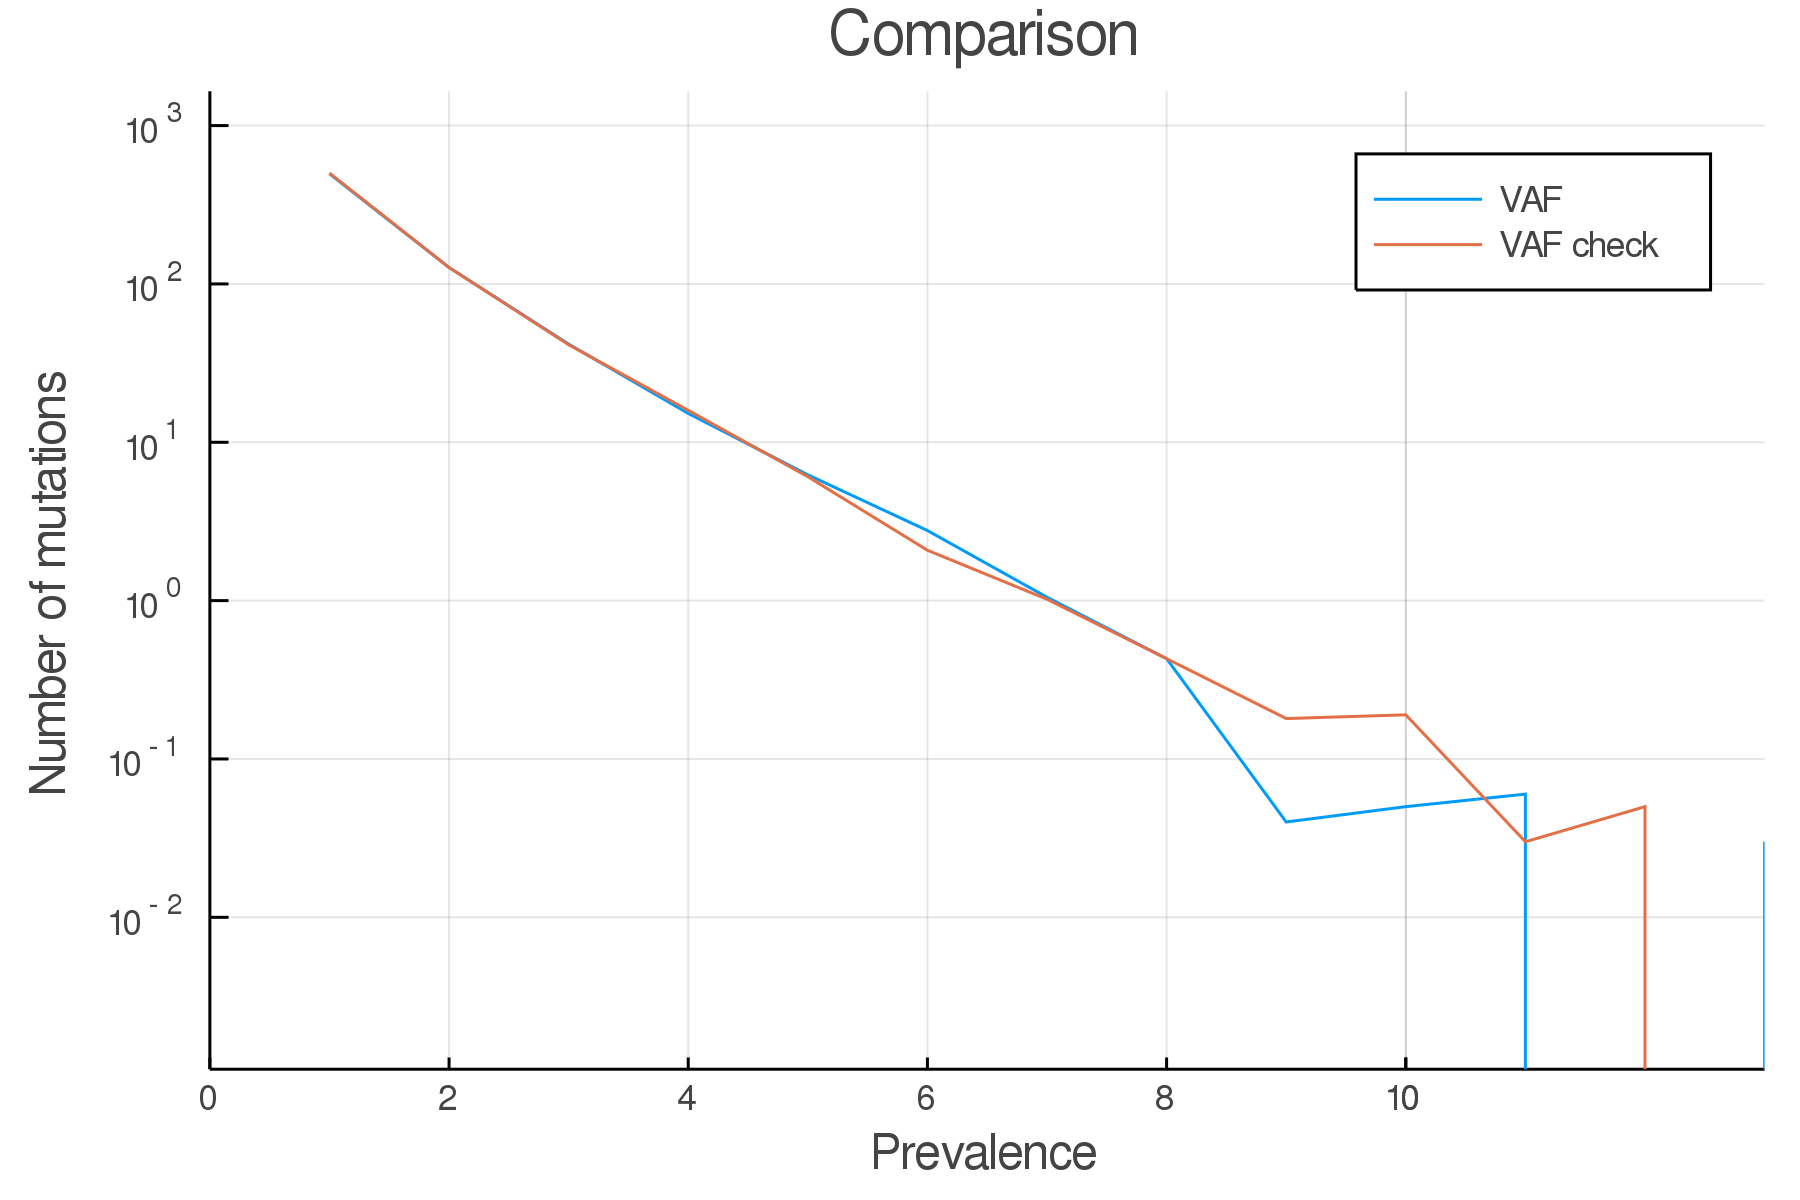 Comparison
Number of mutations
10^3
10^2
10^1
10^0
10^-1
10^-2
VAF
VAF check
0 2 4 6 8 10
Prevalence